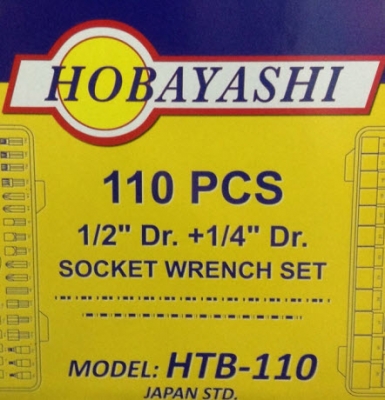 HOBAYASHI
110 PCS
1/2" Dr. +1/4" Dr.
SOCKET WRENCH SET
MODEL: HTB-110
JAPAN STD.